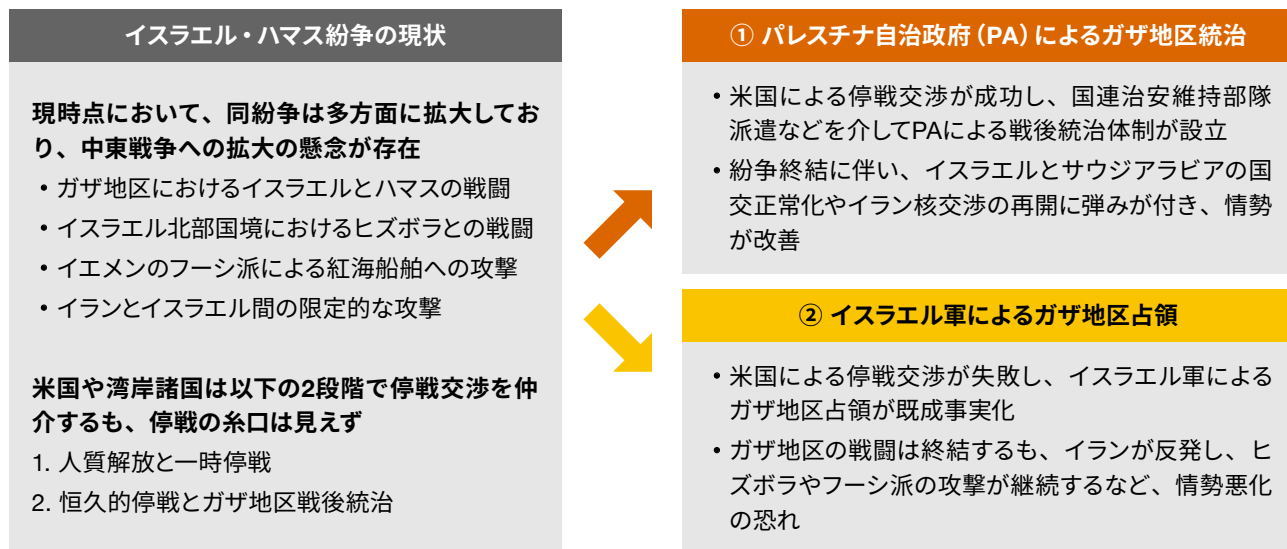 イスラエル・ハマス紛争の現状
現時点において、同紛争は多方面に拡大してお
り、中東戦争への拡大の懸念が存在
・ガザ地区におけるイスラエルとハマスの戦闘
・イスラエル北部国境におけるヒズボラとの戦闘
・イエメンのフーシ派による紅海船舶への攻撃
・イランとイスラエル間の限定的な攻撃
米国や湾岸諸国は以下の2段階で停戦交渉を仲
介するも、停戦の糸口は見えず
1. 人質解放と一時停戦
2. 恒久的停戦とガザ地区戦後統治
① パレスチナ自治政府（PA）によるガザ地区統治
・米国による停戦交渉が成功し、国連治安維持部隊
派遣などを介してPAによる戦後統治体制が設立
・紛争終結に伴い、イスラエルとサウジアラビアの国
交正常化やイラン核交渉の再開に弾みが付き、情勢
が改善
② イスラエル軍によるガザ地区占領
・米国による停戦交渉が失敗し、イスラエル軍による
ガザ地区占領が既成事実化
・ガザ地区の戦闘は終結するも、イランが反発し、ヒ
ズボラやフーシ派の攻撃が継続するなど、情勢悪化
の恐れ